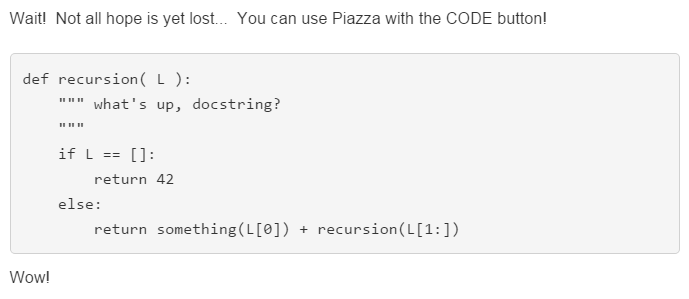 Wait!  Not all hope is yet lost...  You can use Piazza with the CODE button!
def recursion( L ):
    """ what's up, docstring?
    """
    if L == []:
        return 42
    else:
        return something(L[0]) + recursion(L[1:])
Wow!